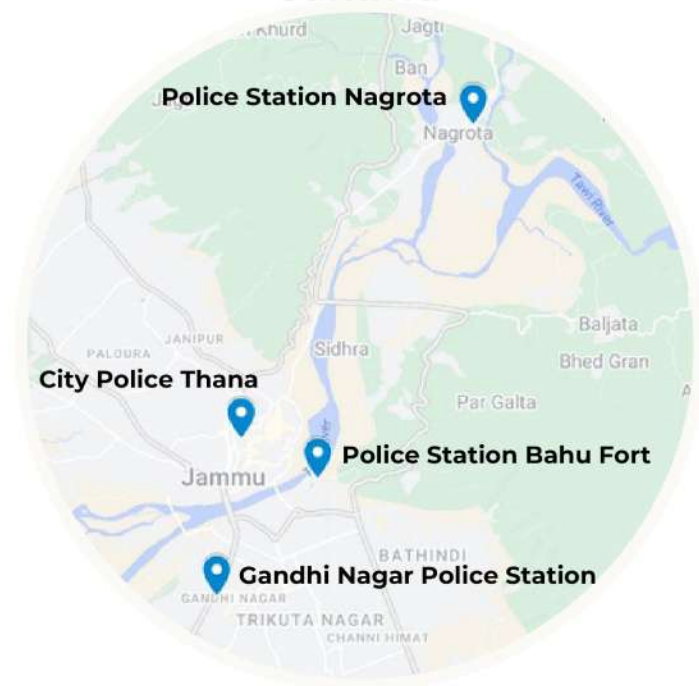 Khurd
Jagti
Ban
Police Station Nagrota
Nagrota
Tawi River
Baljata
JANIPUR
PALOURA
Sidhra
Bhed Gran
City Police Thana
Par Galta
Police Station Bahu Fort
Jammu
BATHINDI
Gandhi Nagar Police Station
GANDHI NAGAR
TRIKUTA NAGAR
CHANNI HIMAT